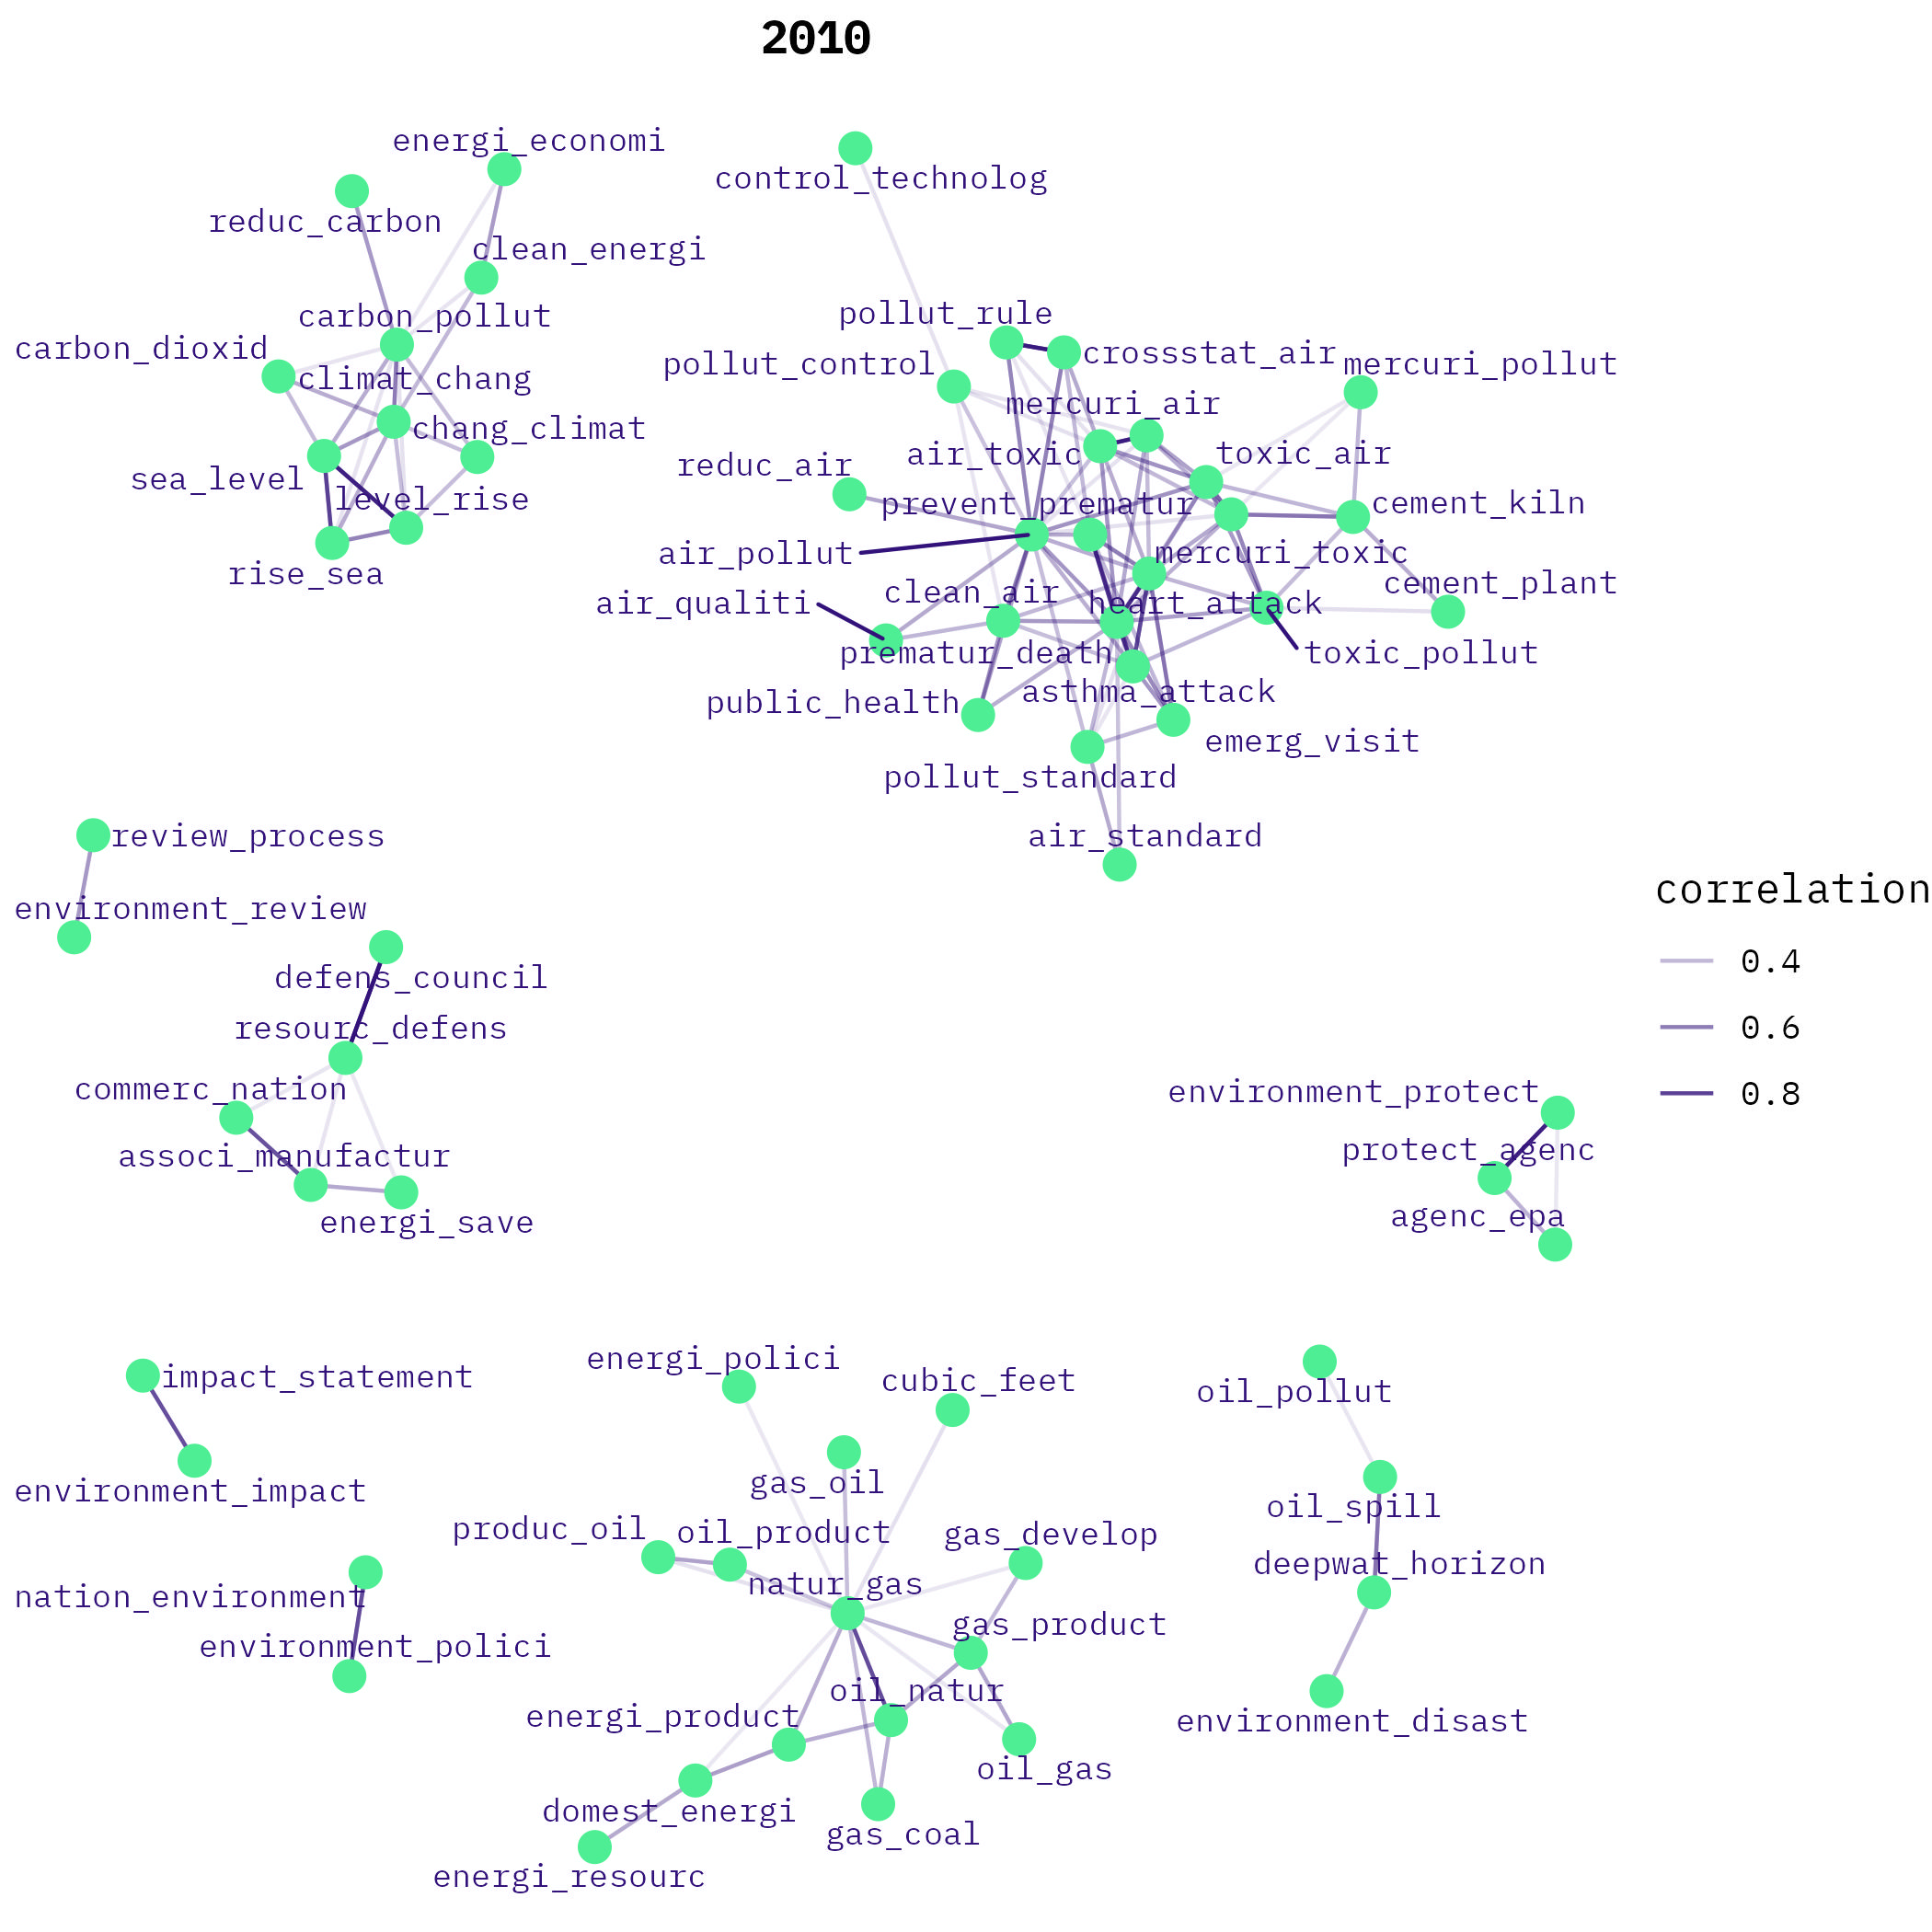 2010
energi_economi
control_technolog
reduc_carbon
clean_energi
carbon_pollut
pollut_rule
carbon_dioxid
crossstat_air
pollut_control
mercuri_pollut
climat_chang
mercuri_air
chang_climat
air_toxic
toxic_air
reduc_air
sea_level
level_rise
prevent_prematur
cement_kiln
air_pollut
mercuri_toxic
rise_sea
cement_plant
clean_air
air_qualiti
heart_attack
prematur_death
toxic_pollut
asthma_attack
public_health
emerg_visit
pollut_standard
review_process
air_standard
correlation
environment_review
0.4
defens_council
resourc_defens
0.6
commerc_nation
environment_protect
0.8
protect_agenc
associ_manufactur
agenc_epa
energi_save
energi_polici
impact_statement
cubic_feet
oil_pollut
gas_oil
environment_impact
oil_spill
produc_oil
oil_product
gas_develop
deepwat_horizon
natur_gas
nation_environment
gas_product
environment_polici
oil_natur
energi_product
environment_disast
oil_gas
domest_energi
gas_coal
energi_resourc